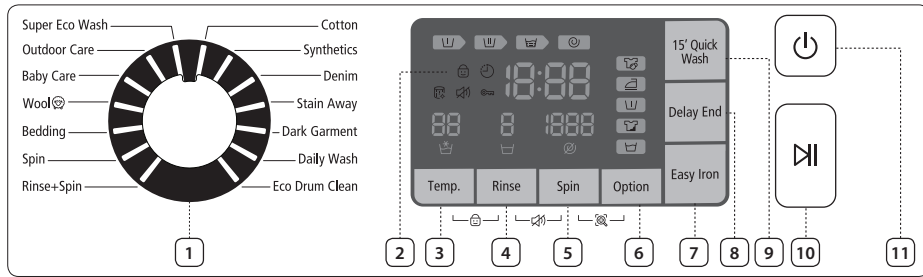 Super Eco Wash
Outdoor Care
Baby Care
Wool
Bedding
Spin
Rinse+Spin
Cotton
Synthetics
Denim
Stain Away
Dark Garment
Daily Wash
Eco Drum Clean
18:88
88 8 1888
Temp. Rinse Spin Option
15' Quick
Wash
Delay End
Easy Iron
1 2 3 4 5 6 7 8 9 10 11